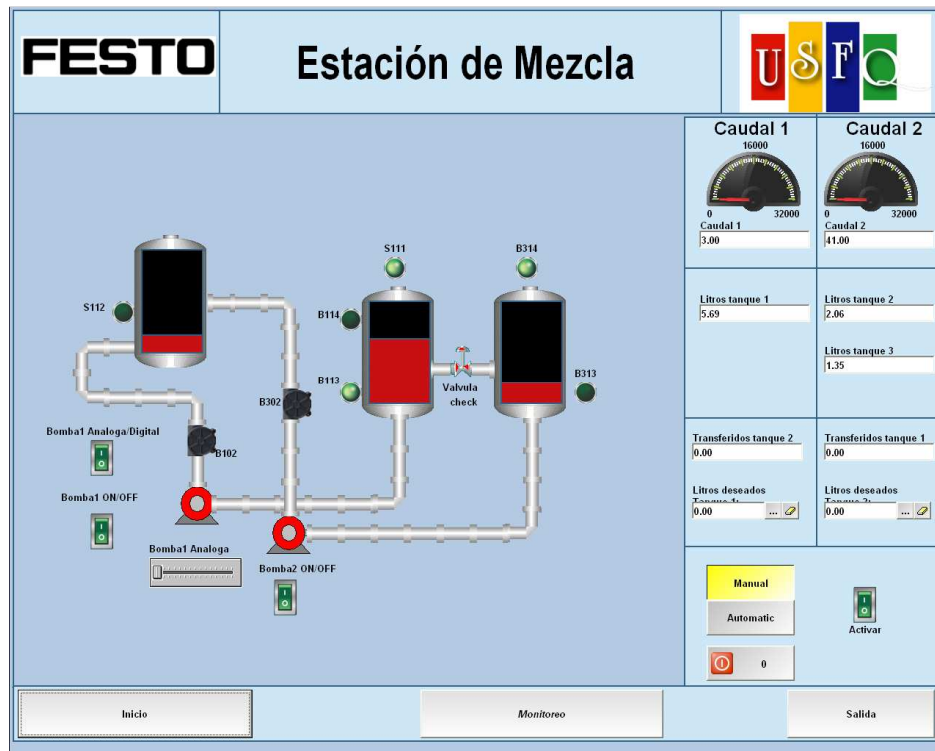 FESTO
Estación de Mezcla
USFQ
Caudal 1
16000
0
32000
Caudal 1
3.00
Caudal 2
16000
0
32000
Caudal 2
41.00
S112
S111
B314
B114
B113
Valvula
check
B313
B302
B102
Bomba1 Analoga/Digital
Bomba1 ON/OFF
Bomba1 Analoga
Bomba2 ON/OFF
Litros tanque 1
5.69
Litros tanque 2
2.06
Litros tanque 3
1.35
Transferidos tanque 2
0.00
Transferidos tanque 1
0.00
Litros deseados
Tanque 1:
0.00
...
Litros deseados
0.00
...
Manual
Automatic
0
Activar
Inicio
Monitoreo
Salida